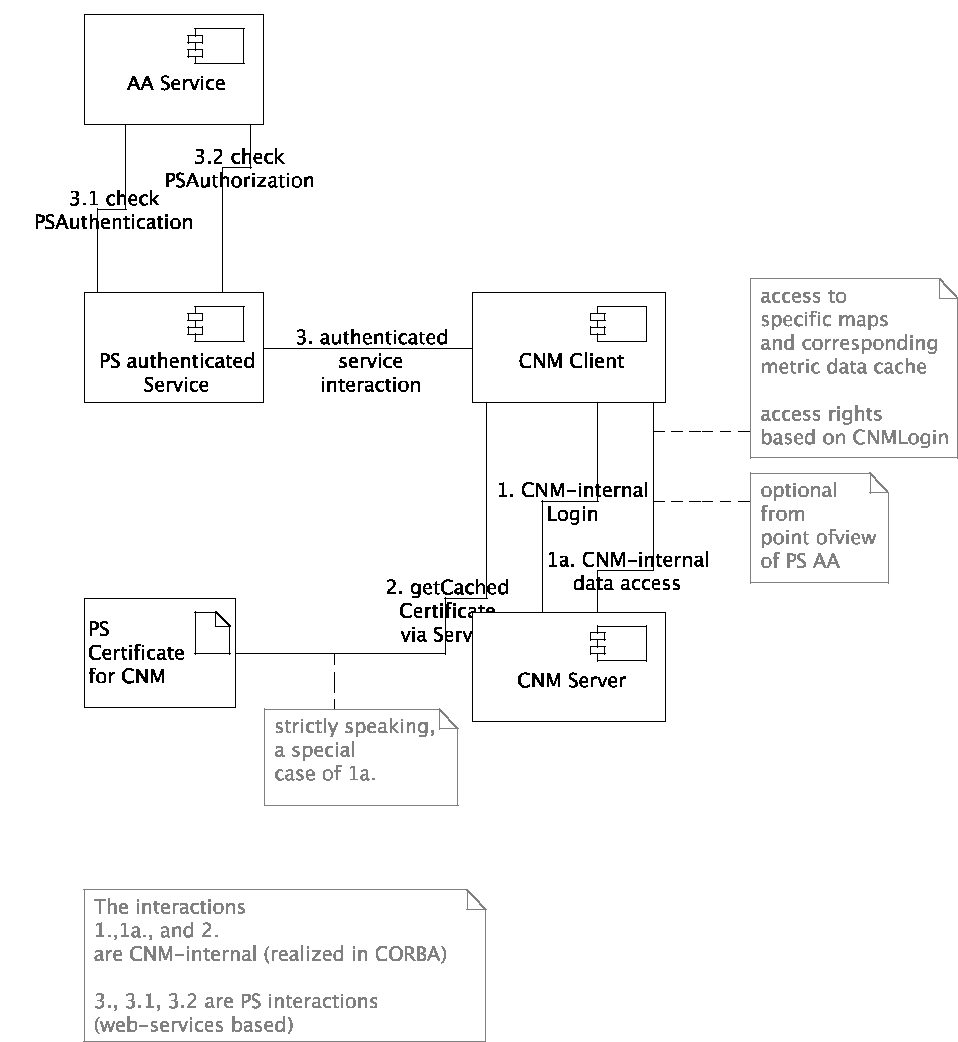 AA Service
3.2 check
PSAuthorization
3.1 check
PSAuthentication
PS authenticated
Service
3. authenticated
service
interaction
CNM Client
access to
specific maps
and corresponding
metric data cache
access rights
based on CNMLogin
1. CNM-internal
Login
optional
from
point ofview
of PS AA
1a. CNM-internal
data access
2. getCached
Certificate
via Serv
PS
Certificate
for CNM
CNM Server
strictly speaking,
a special
case of 1a.
The interactions
1.,1a., and 2.
are CNM-internal (realized in CORBA)
3., 3.1, 3.2 are PS interactions
(web-services based)